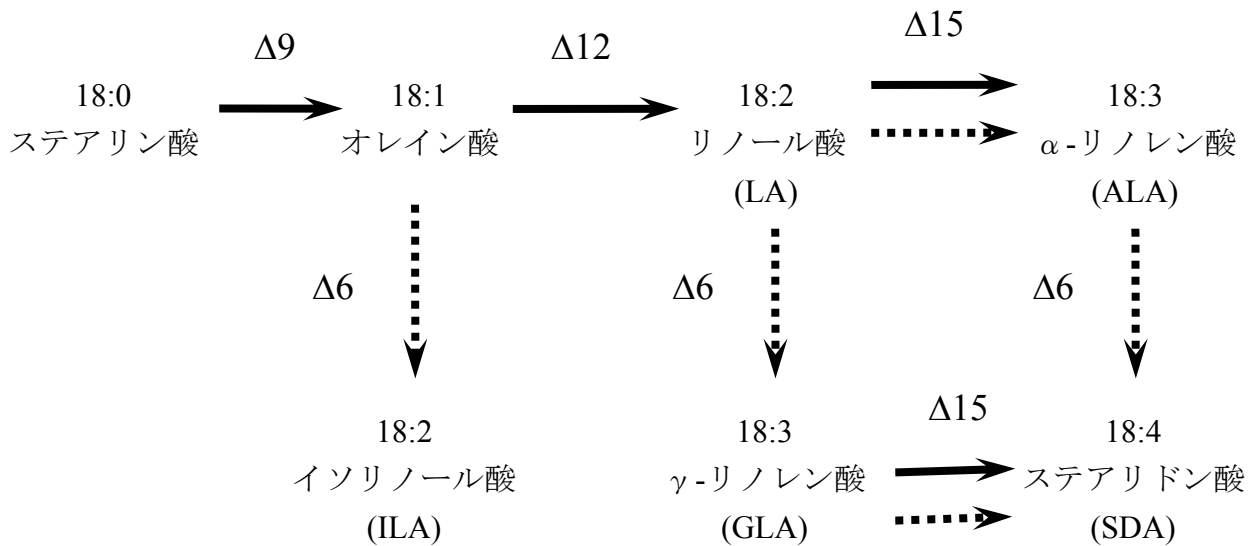 Δ9
Δ12
Δ15
18:0
ステアリン酸
18:1
オレイン酸
18:2
リノール酸
(LA)
18:3
α-リノレン酸
(ALA)
Δ6
Δ6
Δ6
18:2
イソリノール酸
(ILA)
18:3
γ-リノレン酸
(GLA)
Δ15
18:4
ステアリドン酸
(SDA)